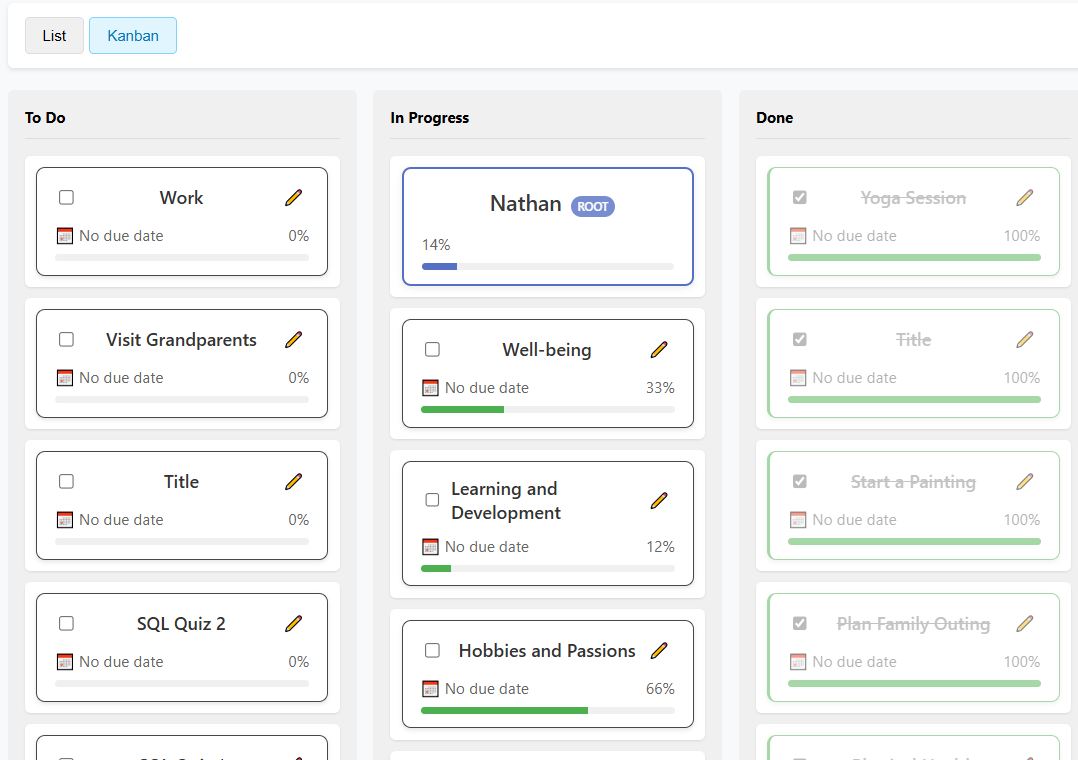 List Kanban
To Do
Work
No due date 0%
Visit Grandparents
No due date 0%
Title
No due date 0%
SQL Quiz 2
No due date 0%
In Progress
Nathan ROOT
14%
Well-being
No due date 33%
Learning and
Development
No due date 12%
Hobbies and Passions
No due date 66%
Done
Yoga Session
No due date 100%
Title
No due date 100%
Start a Painting
No due date 100%
Plan Family Outing
No due date 100%